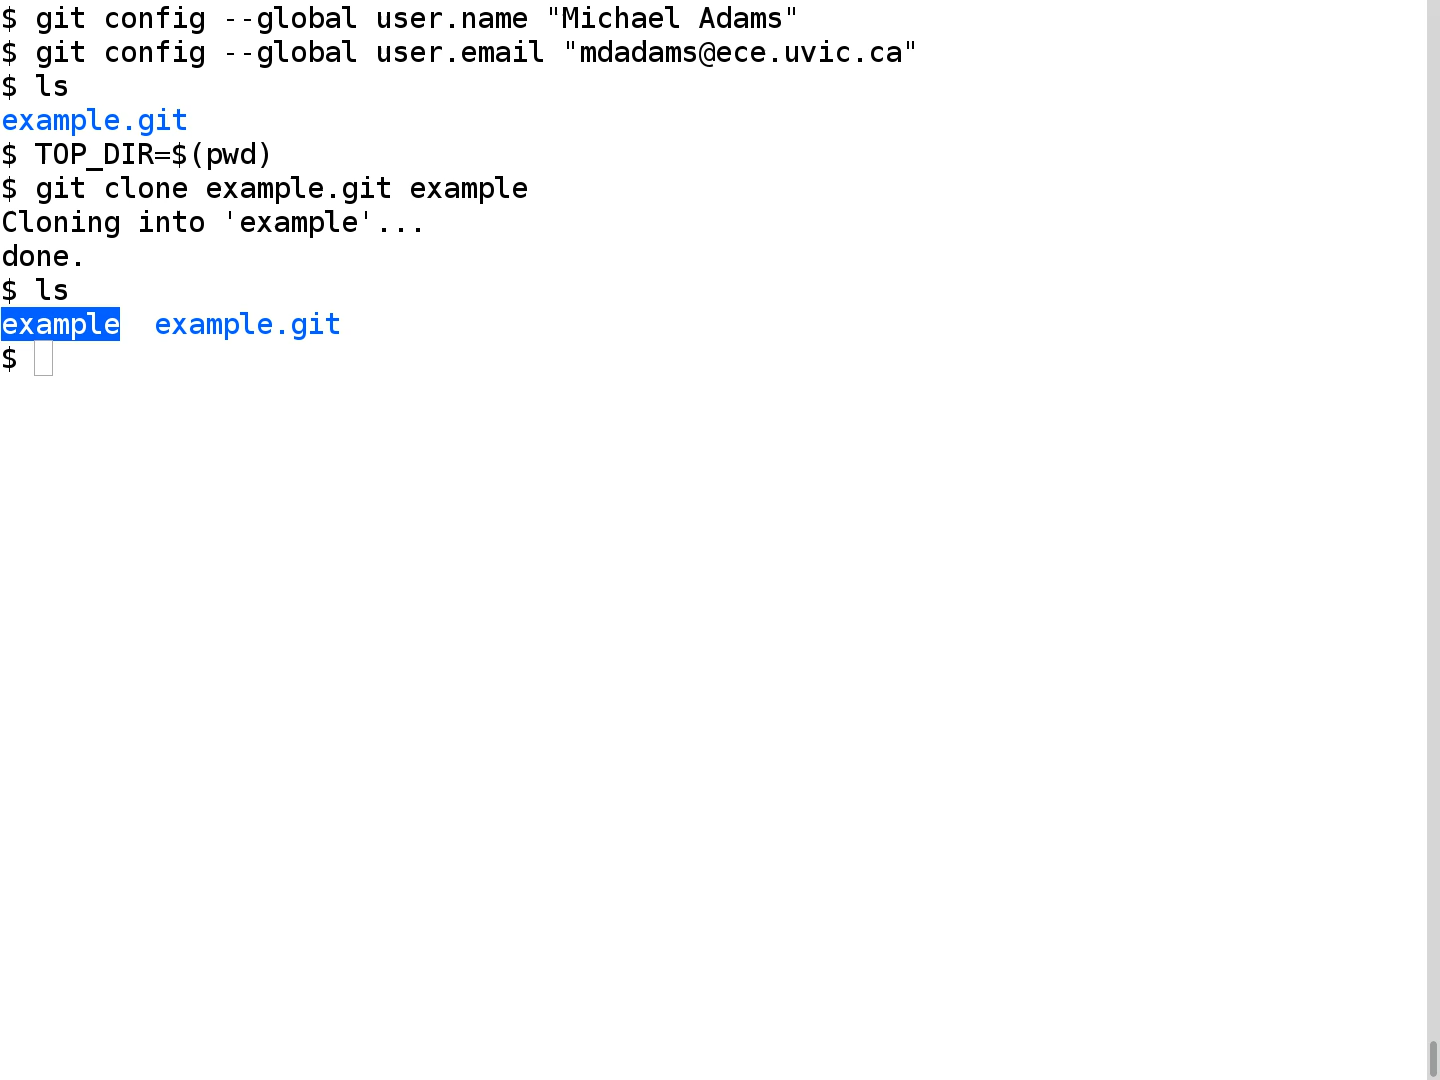 $ git config --global user.name "Michael Adams"
$ git config --global user.email "mdadams@ece.uvic.ca"
$ ls
example.git
$ TOP_DIR=$(pwd)
$ git clone example.git example
Cloning into 'example'...
done.
$ ls
example  example.git
$